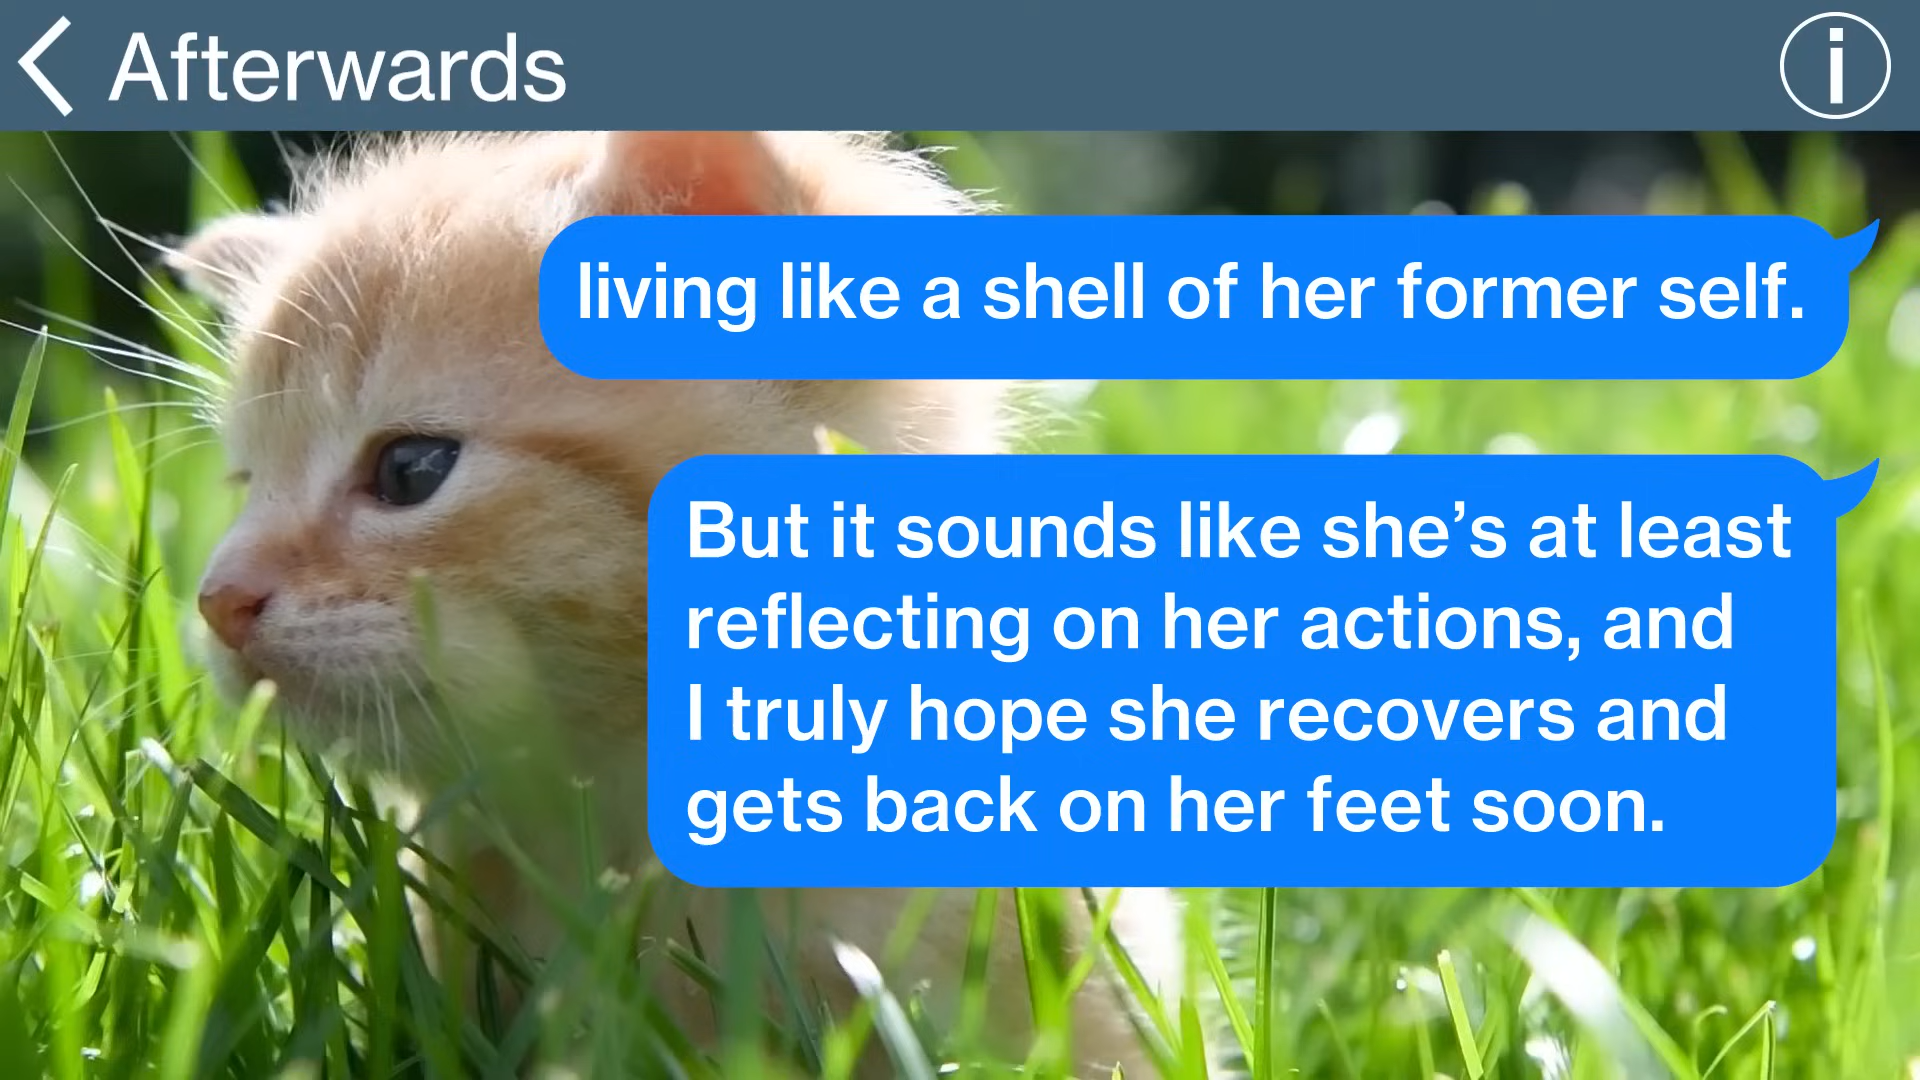 Afterwards
living like a shell of her former self.
But it sounds like she’s at least
reflecting on her actions, and
I truly hope she recovers and
gets back on her feet soon.